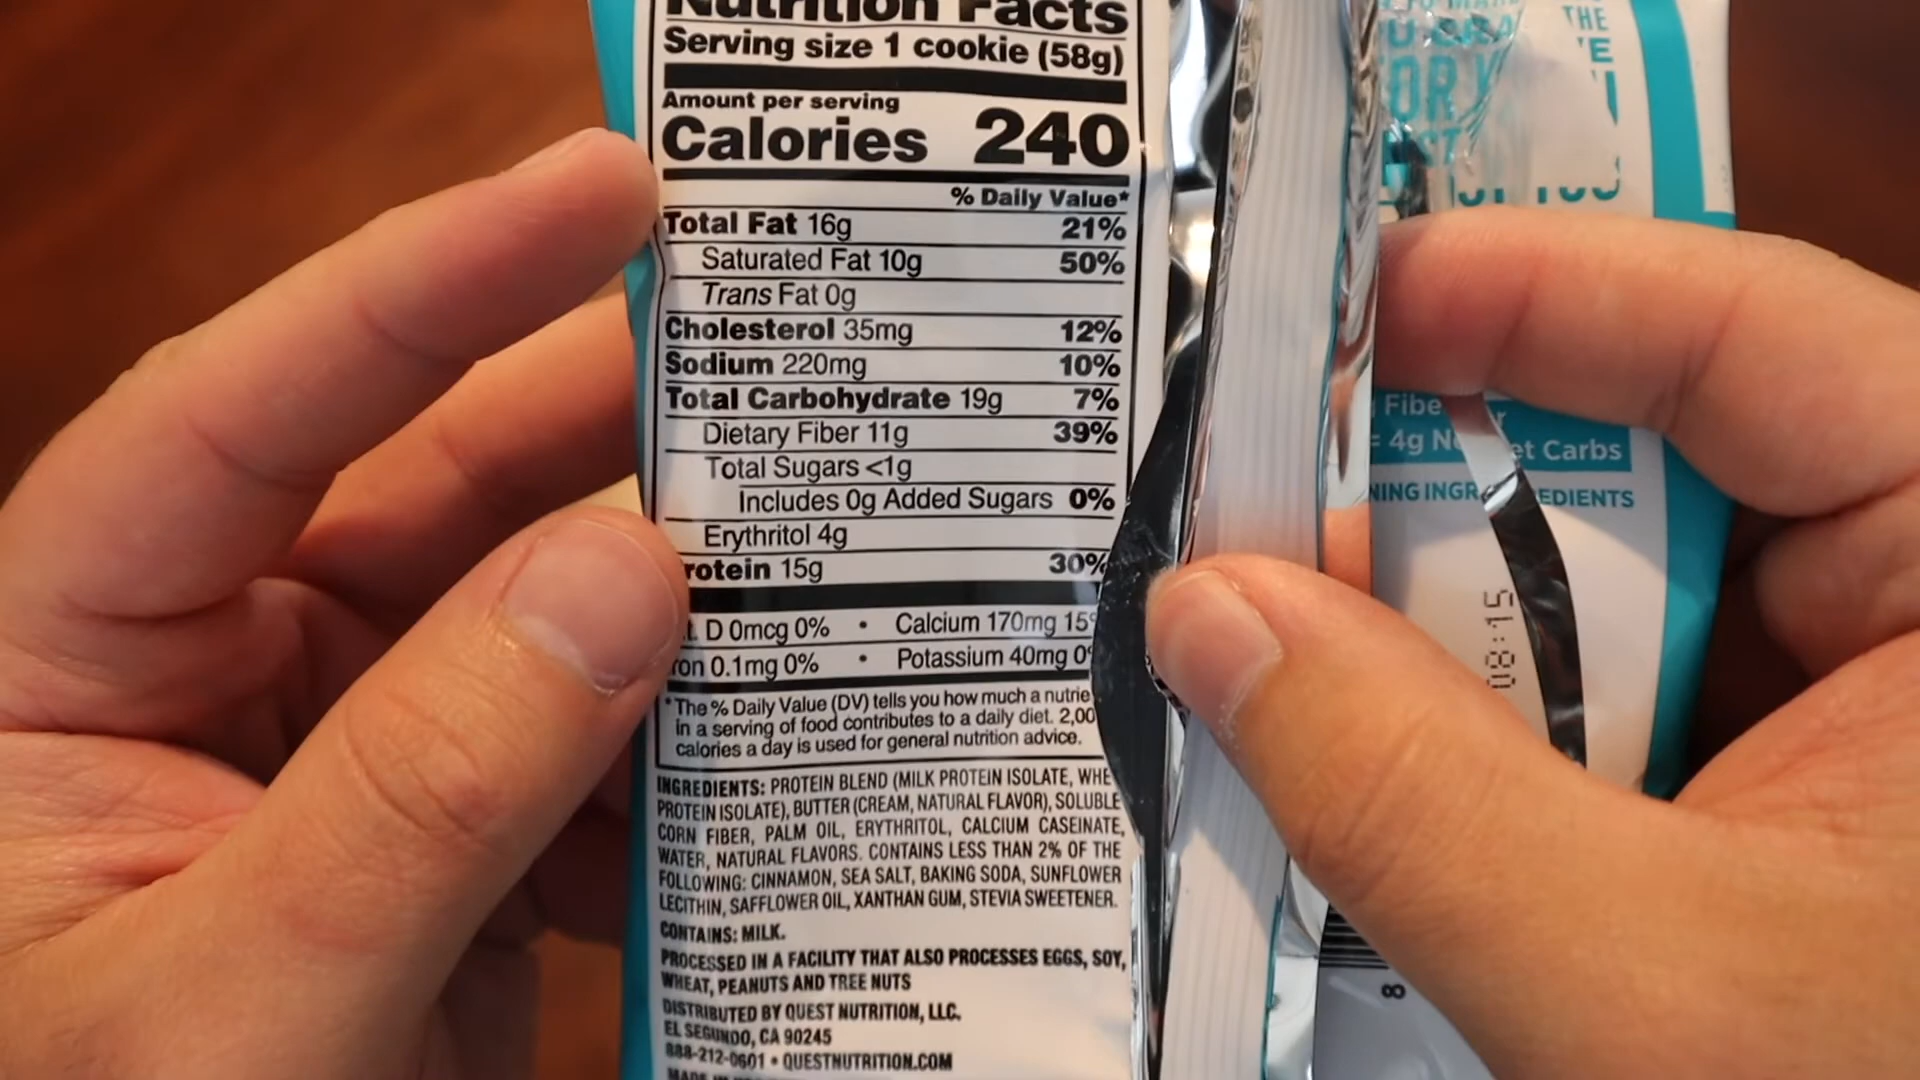 Nutrition Facts
Serving size 1 cookie (58g)
Amount per serving
Calories 240
% Daily Value*
Total Fat 16g 21%
Saturated Fat 10g 50%
Trans Fat 0g
Cholesterol 35mg 12%
Sodium 220mg 10%
Total Carbohydrate 19g 7%
Dietary Fiber 11g 39%
Total Sugars <1g
Includes 0g Added Sugars 0%
Erythritol 4g
rotein 15g 30%
t. D 0mcg 0% • Calcium 170mg 15
ron 0.1mg 0% • Potassium 40mg 0
*The % Daily Value (DV) tells you how much a nutrie
in a serving of food contributes to a daily diet. 2,00
calories a day is used for general nutrition advice.
INGREDIENTS: PROTEIN BLEND (MILK PROTEIN ISOLATE, WHE
PROTEIN ISOLATE), BUTTER (CREAM, NATURAL FLAVOR), SOLUBLE
CORN FIBER, PALM OIL, ERYTHRITOL, CALCIUM CASEINATE,
WATER, NATURAL FLAVORS. CONTAINS LESS THAN 2% OF THE
FOLLOWING: CINNAMON, SEA SALT, BAKING SODA, SUNFLOWER
LECITHIN, SAFFLOWER OIL, XANTHAN GUM, STEVIA SWEETENER.
CONTAINS: MILK.
PROCESSED IN A FACILITY THAT ALSO PROCESSES EGGS, SOY,
WHEAT, PEANUTS AND TREE NUTS
DISTRIBUTED BY QUEST NUTRITION, LLC.
EL SEGUNDO, CA 90245
888-212-0601 • QUESTNUTRITION.COM
MADE IN
THE
Fibe
= 4g N et Carbs
NING INGR EDIENTS
08:15
8